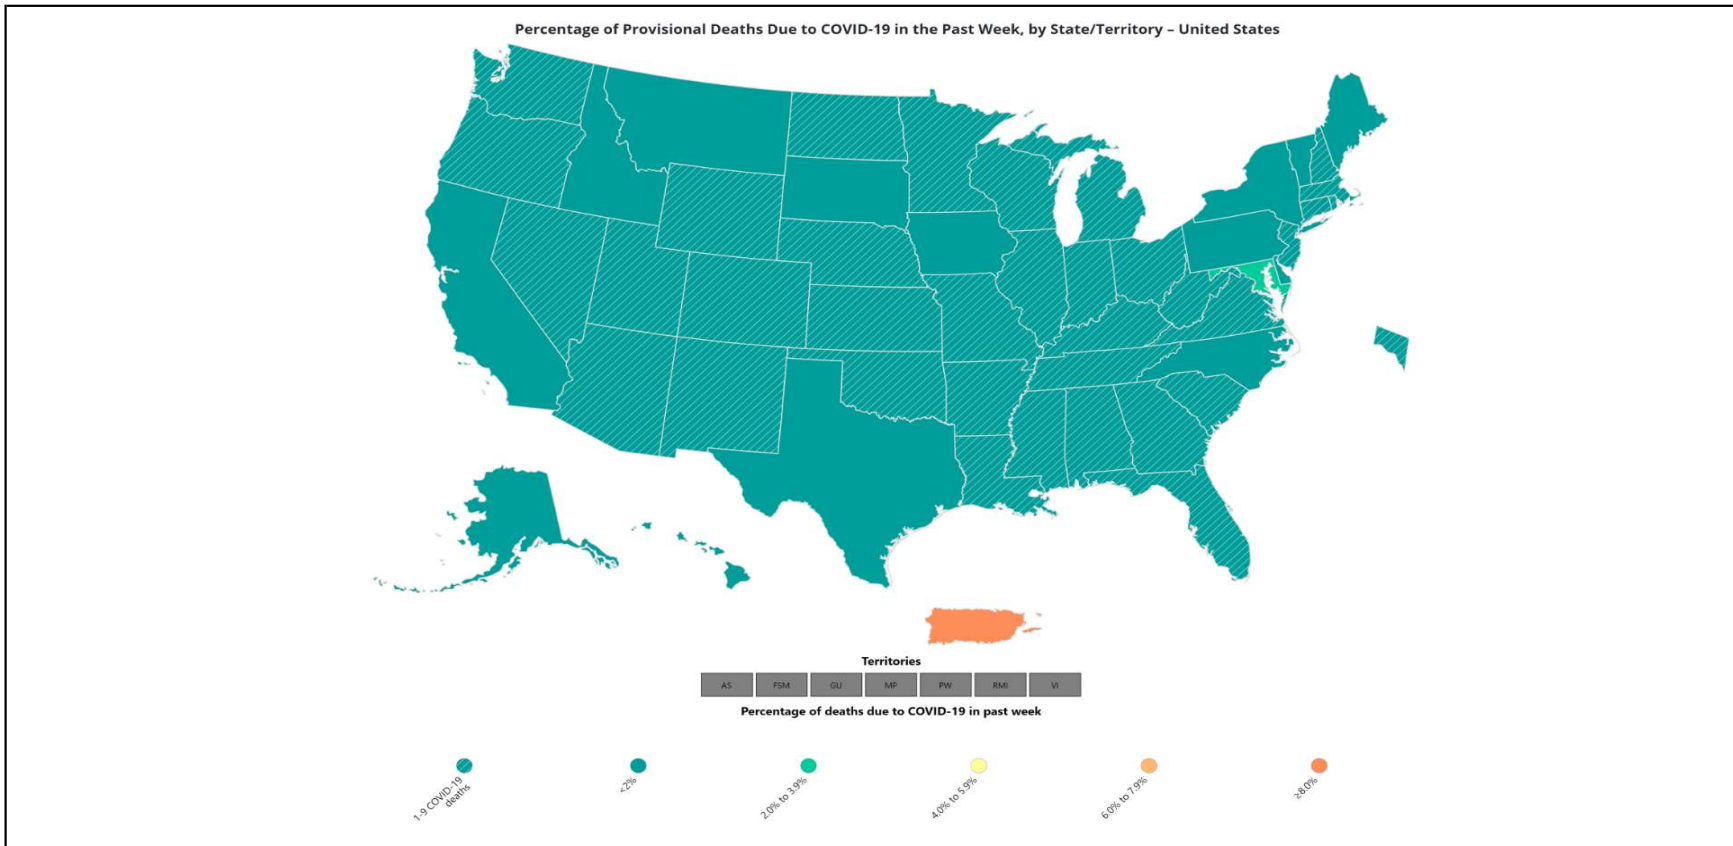 Percentage of Provisional Deaths Due to COVID-19 in the Past Week, by State/Territory – United States
Territories
AS FSM GU MP PW RMI VI
Percentage of deaths due to COVID-19 in past week
1-9 COVID-19
deaths
<2%
2.0% to 3.9%
4.0% to 5.9%
6.0% to 7.9%
≥8.0%